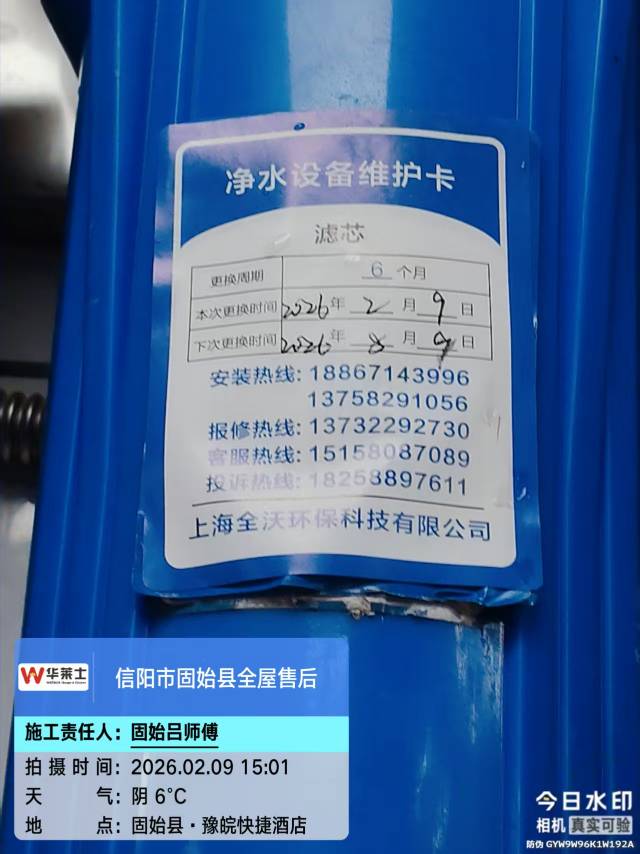 净水设备维护卡
滤芯
更换周期 6 个月
本次更换时间 2026 年 2 月 9 日
下次更换时间 2026 年 8 月 9 日
安装热线: 18867143996
13758291056
报修热线: 13732292730
客服热线: 15158087089
投诉热线: 18258897611
上海全沃环保科技有限公司
华莱士
信阳市固始县全屋售后
施工责任人: 固始吕师傅
拍摄时间: 2026.02.09 15:01
天气: 阴 6°C
地点: 固始县·豫皖快捷酒店
今日水印
相机 真实可验
防伪 GYW9W96K1W192A